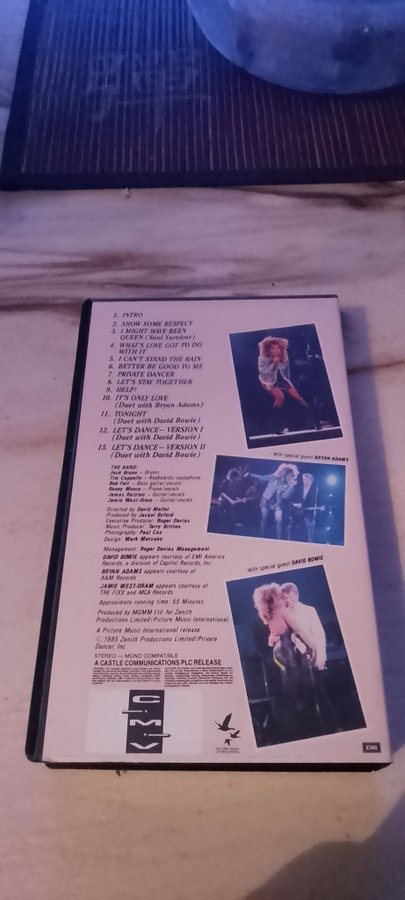 1. INTRO
2. SHOW SOME RESPECT
3. I MIGHT HAVE BEEN
QUEEN (Soul Survivor)
4. WHAT'S LOVE GOT TO DO
WITH IT
5. I CAN'T STAND THE RAIN
6. BETTER BE GOOD TO ME
7. PRIVATE DANCER
8. LET'S STAY TOGETHER
9. HELP!
10. IT'S ONLY LOVE
(Duet with Bryan Adams)
11. TONIGHT
(Duet with David Bowie)
12. LET'S DANCE – VERSION I
(Duet with David Bowie)
13. LET'S DANCE – VERSION II
(Duet with David Bowie)
THE BAND:
Jack Bruno – Drums
Tim Cappello – Keyboards/saxophone
Bob Feit – Bass guitar/vocals
Kenny Moore – Piano/vocals
James Ralston – Guitar/vocals
Jamie West-Oram – Guitar/vocals
Directed by David Mallet
Produced by Jacqui Byford
Executive Producer: Roger Davies
Music Producer: Terry Britten
Photography: Paul Cox
Design: Mark Matsuno
Management: Roger Davies Management
DAVID BOWIE appears courtesy of EMI America
Records, a division of Capitol Records, Inc
BRYAN ADAMS appears courtesy of
A&M Records
JAMIE WEST-ORAM appears courtesy of
THE FIXX and MCA Records
Approximate running time: 55 Minutes
Produced by MGMM Ltd. for Zenith
Productions Limited/Picture Music International
A Picture Music International release
© 1985 Zenith Productions Limited/Private
Dancer, Inc
STEREO – MONO COMPATIBLE
A CASTLE COMMUNICATIONS PLC RELEASE
CMV
With special guest BRYAN ADAMS
With special guest DAVID BOWIE
EMI